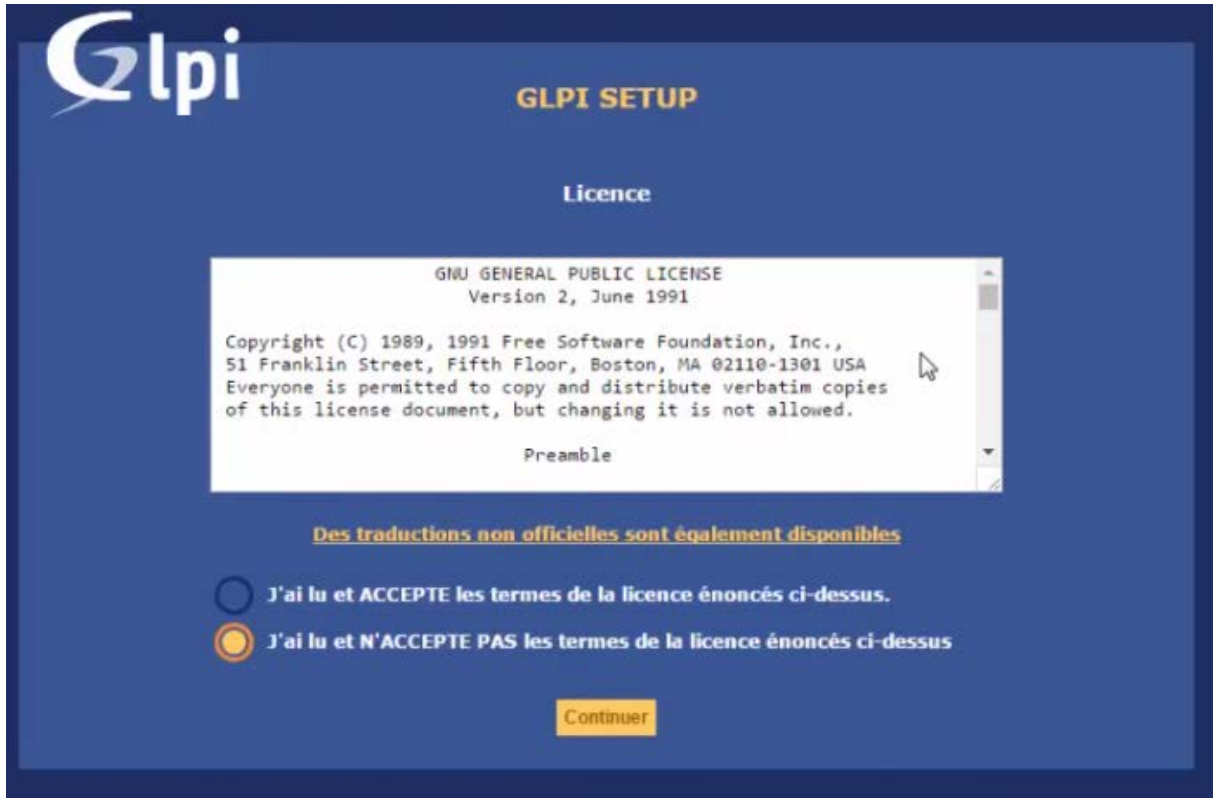 Glpi
GLPI SETUP
Licence
GNU GENERAL PUBLIC LICENSE
Version 2, June 1991
Copyright (C) 1989, 1991 Free Software Foundation, Inc.,
51 Franklin Street, Fifth Floor, Boston, MA 02110-1301 USA
Everyone is permitted to copy and distribute verbatim copies
of this license document, but changing it is not allowed.
Preamble
Des traductions non officielles sont également disponibles
J'ai lu et ACCEPTE les termes de la licence énoncés ci-dessus.
J'ai lu et N'ACCEPTE PAS les termes de la licence énoncés ci-dessus
Continuer